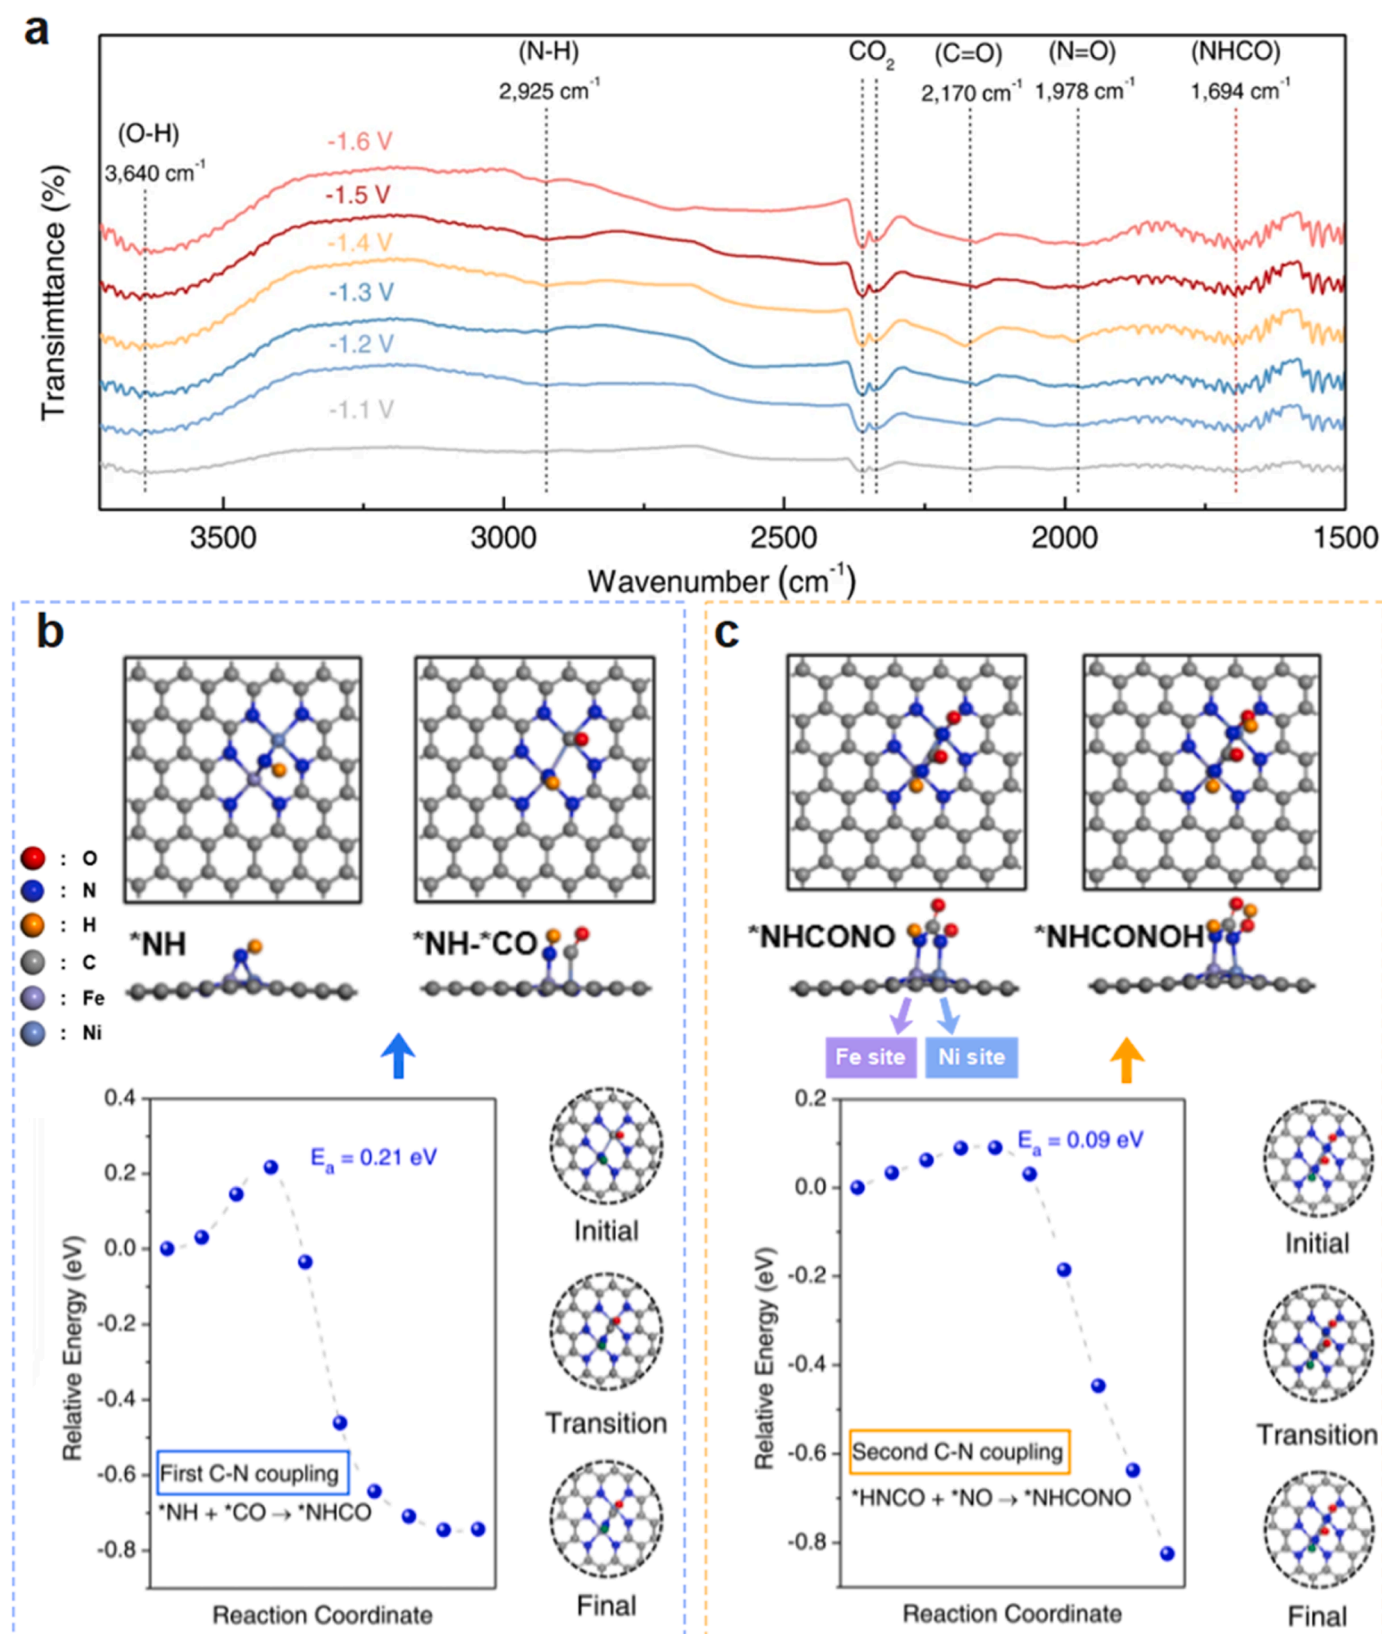 a
(N-H)
CO2
(C=O)
(N=O)
(NHCO)
2,925 cm-1
2,170 cm-1
1,978 cm-1
1,694 cm-1
(O-H)
3,640 cm-1
-1.6 V
-1.5 V
-1.4 V
-1.3 V
-1.2 V
-1.1 V
Transimittance (%)
3500
3000
2500
2000
1500
Wavenumber (cm-1)
b
: O
: N
: H
: C
: Fe
: Ni
*NH
*NH-*CO
0.4
0.2
0.0
-0.2
-0.4
-0.6
-0.8
Relative Energy (eV)
Ea = 0.21 eV
First C-N coupling
*NH + *CO → *NHCO
Reaction Coordinate
Initial
Transition
Final
c
*NHCONO
*NHCONOH
Fe site
Ni site
0.2
0.0
-0.2
-0.4
-0.6
-0.8
Relative Energy (eV)
Ea = 0.09 eV
Second C-N coupling
*HNCO + *NO → *NHCONO
Reaction Coordinate
Initial
Transition
Final